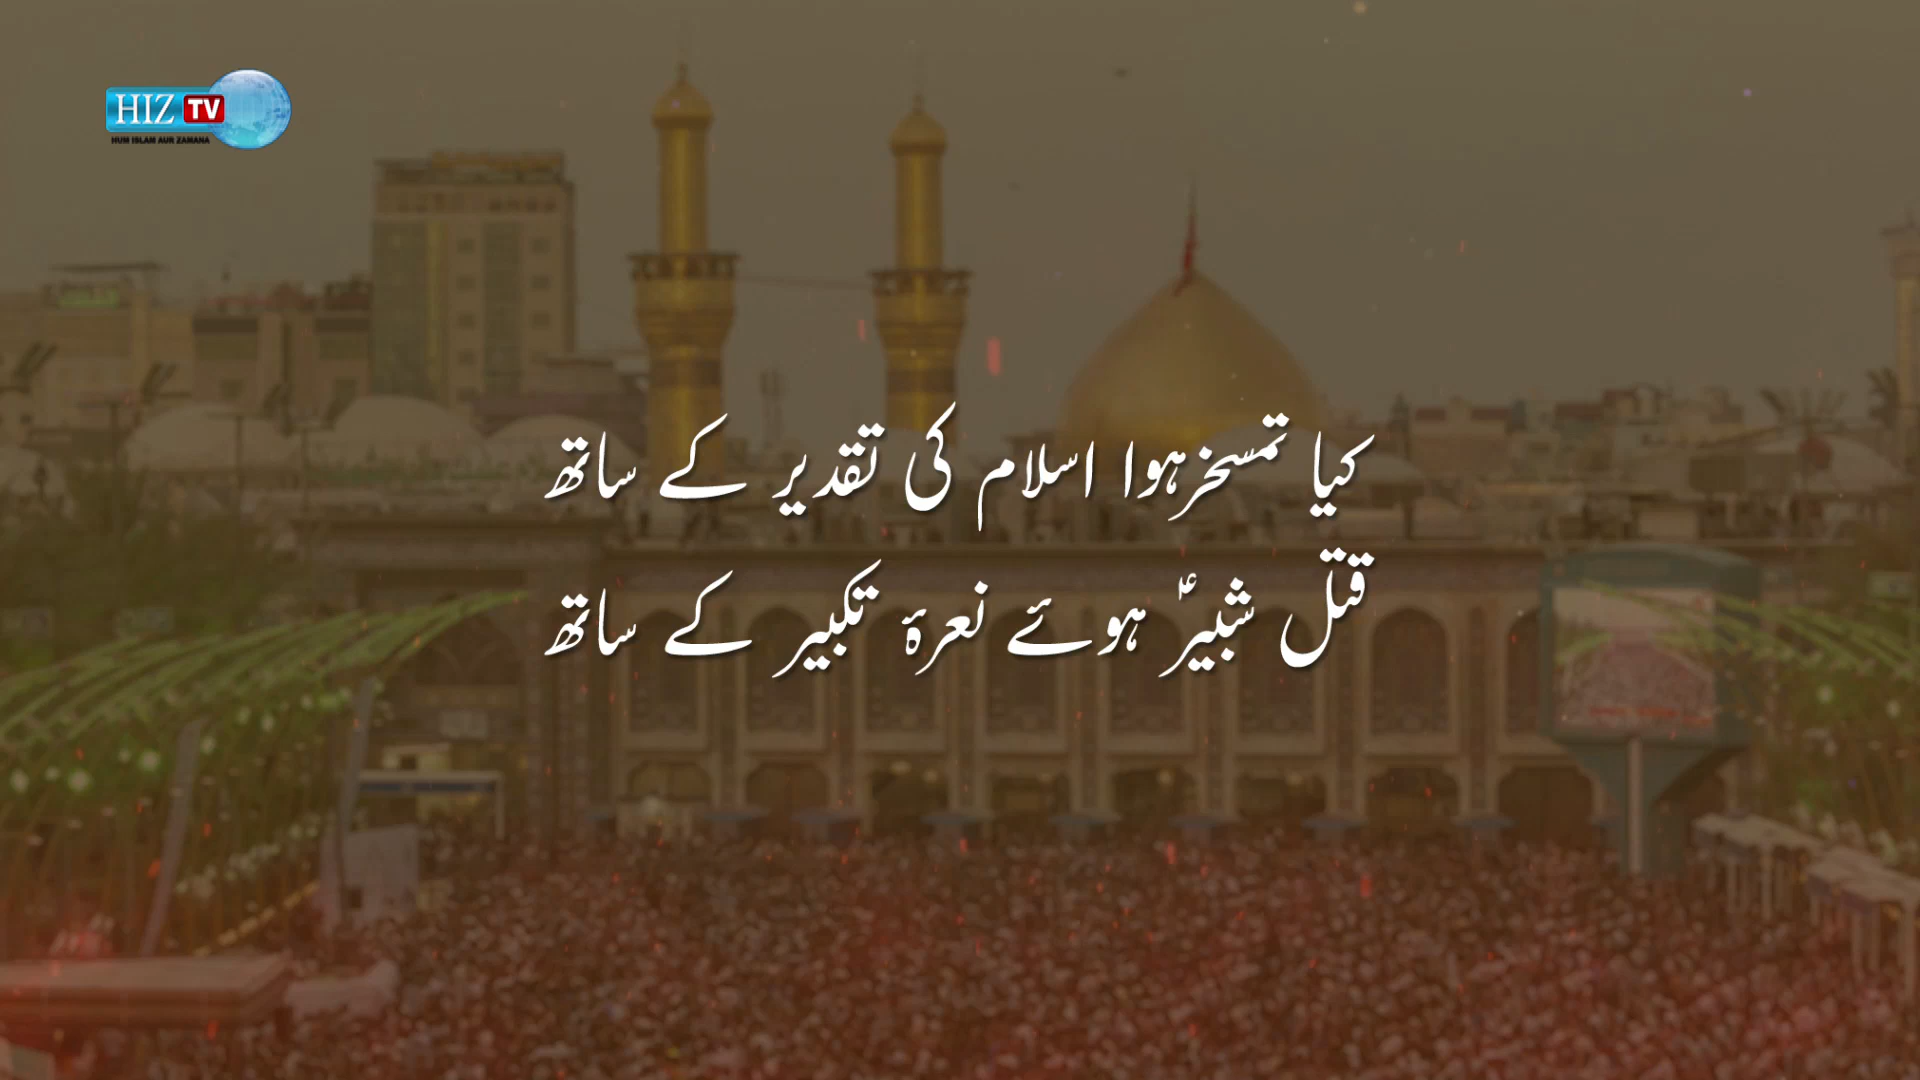 HIZ TV
HUM ISLAM AUR ZAMANA
کیا تمسخر ہوا اسلام کی تقدیر کے ساتھ
قتل شبیرؑ ہوئے نعرۂ تکبیر کے ساتھ